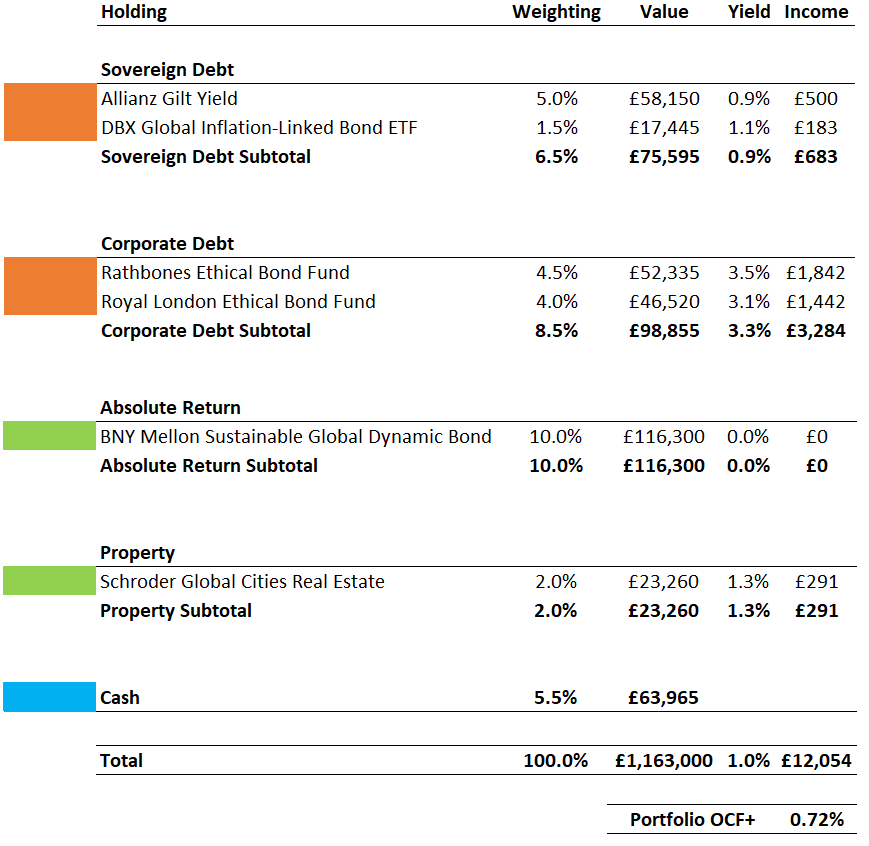 Holding Weighting Value Yield Income
Sovereign Debt
Allianz Gilt Yield 5.0% £58,150 0.9% £500
DBX Global Inflation-Linked Bond ETF 1.5% £17,445 1.1% £183
Sovereign Debt Subtotal 6.5% £75,595 0.9% £683
Corporate Debt
Rathbones Ethical Bond Fund 4.5% £52,335 3.5% £1,842
Royal London Ethical Bond Fund 4.0% £46,520 3.1% £1,442
Corporate Debt Subtotal 8.5% £98,855 3.3% £3,284
Absolute Return
BNY Mellon Sustainable Global Dynamic Bond 10.0% £116,300 0.0% £0
Absolute Return Subtotal 10.0% £116,300 0.0% £0
Property
Schroder Global Cities Real Estate 2.0% £23,260 1.3% £291
Property Subtotal 2.0% £23,260 1.3% £291
Cash 5.5% £63,965
Total 100.0% £1,163,000 1.0% £12,054
Portfolio OCF+ 0.72%